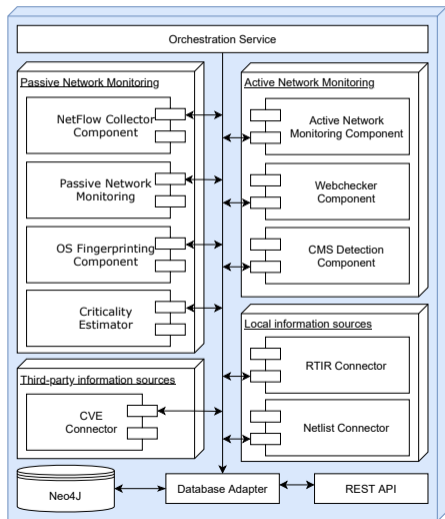 Orchestration Service
Passive Network Monitoring
NetFlow Collector
Component
Passive Network
Monitoring
OS Fingerprinting
Component
Criticality
Estimator
Third-party information sources
CVE
Connector
Active Network Monitoring
Active Network
Monitoring Component
Webchecker
Component
CMS Detection
Component
Local information sources
RTIR Connector
Netlist Connector
Neo4J
Database Adapter
REST API